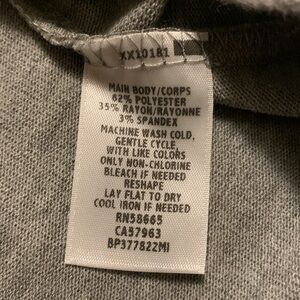 XX10181
MAIN BODY/CORPS
62% POLYESTER
35% RAYON/RAYONNE
3% SPANDEX
MACHINE WASH COLD,
GENTLE CYCLE,
WITH LIKE COLORS
ONLY NON-CHLORINE
BLEACH IF NEEDED
RESHAPE
LAY FLAT TO DRY
COOL IRON IF NEEDED
RN58665
CA37963
BP377822MI